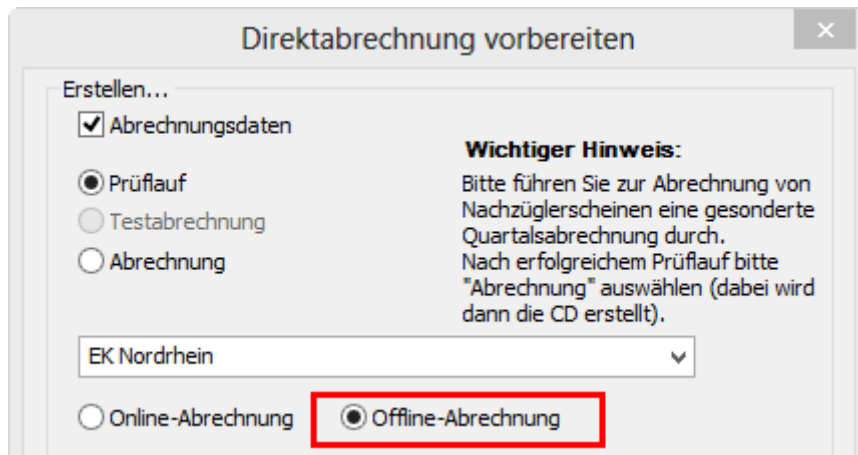 Direktabrechnung vorbereiten
Erstellen...
Abrechnungsdaten
Prüflauf
Testabrechnung
Abrechnung
Wichtiger Hinweis:
Bitte führen Sie zur Abrechnung von
Nachzüglerscheinen eine gesonderte
Quartalsabrechnung durch.
Nach erfolgreichem Prüflauf bitte
"Abrechnung" auswählen (dabei wird
dann die CD erstellt).
EK Nordrhein
Online-Abrechnung Offline-Abrechnung